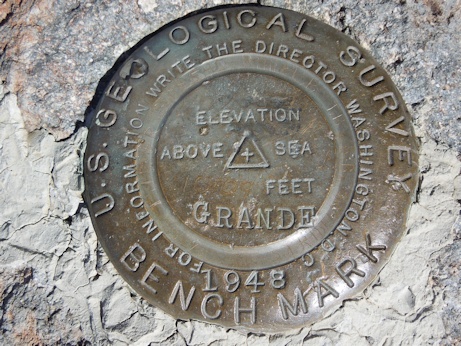 U.S. GEOLOGICAL SURVEY
FOR INFORMATION WRITE THE DIRECTOR WASHINGTON, D.C.
ELEVATION
ABOVE SEA
FEET
GRANDE
1948
BENCH MARK